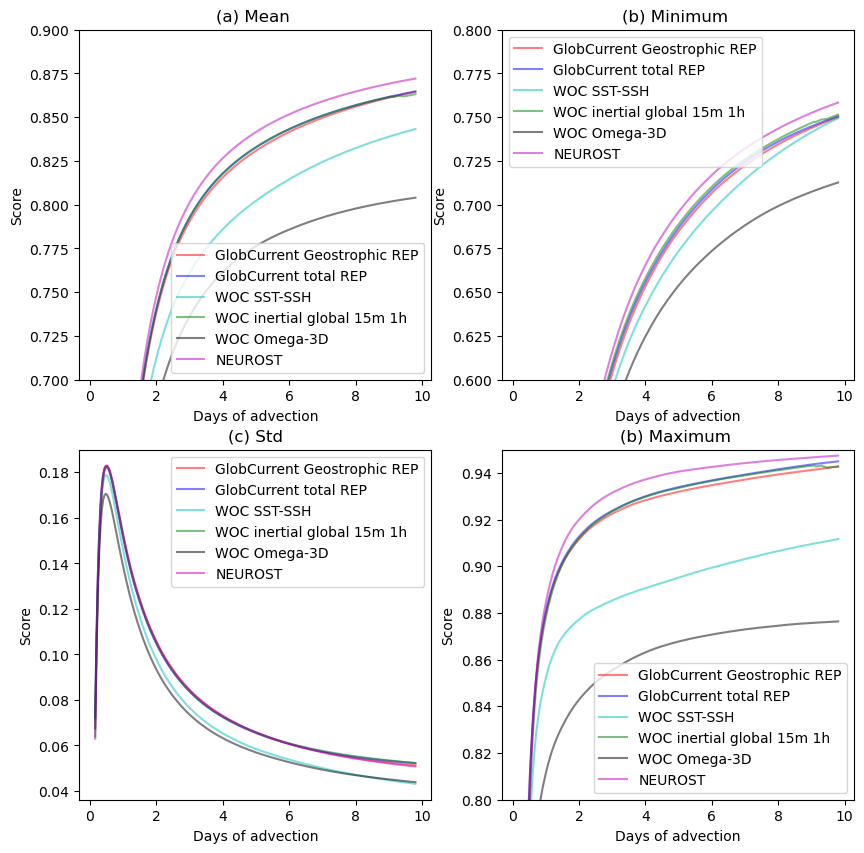 (a) Mean
0.900
0.875
0.850
0.825
0.800
0.775
0.750
0.725
0.700
Score
GlobCurrent Geostrophic REP
GlobCurrent total REP
WOC SST-SSH
WOC inertial global 15m 1h
WOC Omega-3D
NEUROST
0 2 4 6 8 10
Days of advection
(b) Minimum
0.800
0.775
0.750
0.725
0.700
0.675
0.650
0.625
0.600
Score
GlobCurrent Geostrophic REP
GlobCurrent total REP
WOC SST-SSH
WOC inertial global 15m 1h
WOC Omega-3D
NEUROST
0 2 4 6 8 10
Days of advection
(c) Std
0.18
0.16
0.14
0.12
0.10
0.08
0.06
0.04
Score
GlobCurrent Geostrophic REP
GlobCurrent total REP
WOC SST-SSH
WOC inertial global 15m 1h
WOC Omega-3D
NEUROST
0 2 4 6 8 10
Days of advection
(b) Maximum
0.94
0.92
0.90
0.88
0.86
0.84
0.82
0.80
Score
GlobCurrent Geostrophic REP
GlobCurrent total REP
WOC SST-SSH
WOC inertial global 15m 1h
WOC Omega-3D
NEUROST
0 2 4 6 8 10
Days of advection